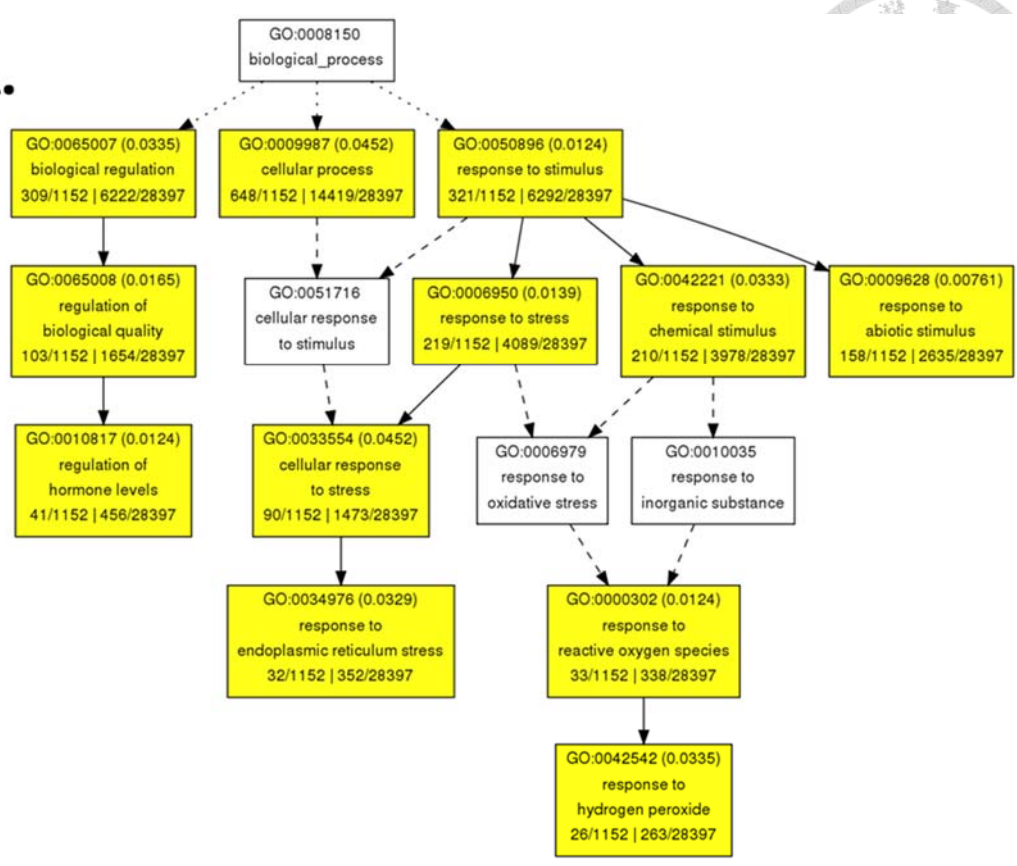 GO:0008150
biological_process
GO:0065007 (0.0335)
biological regulation
309/1152 | 6222/28397
GO:0009987 (0.0452)
cellular process
648/1152 | 14419/28397
GO:0050896 (0.0124)
response to stimulus
321/1152 | 6292/28397
GO:0065008 (0.0165)
regulation of
biological quality
103/1152 | 1654/28397
GO:0051716
cellular response
to stimulus
GO:0006950 (0.0139)
response to stress
219/1152 | 4089/28397
GO:0042221 (0.0333)
response to
chemical stimulus
210/1152 | 3978/28397
GO:0009628 (0.00761)
response to
abiotic stimulus
158/1152 | 2635/28397
GO:0010817 (0.0124)
regulation of
hormone levels
41/1152 | 456/28397
GO:0033554 (0.0452)
cellular response
to stress
90/1152 | 1473/28397
GO:0006979
response to
oxidative stress
GO:0010035
response to
inorganic substance
GO:0034976 (0.0329)
response to
endoplasmic reticulum stress
32/1152 | 352/28397
GO:0000302 (0.0124)
response to
reactive oxygen species
33/1152 | 338/28397
GO:0042542 (0.0335)
response to
hydrogen peroxide
26/1152 | 263/28397